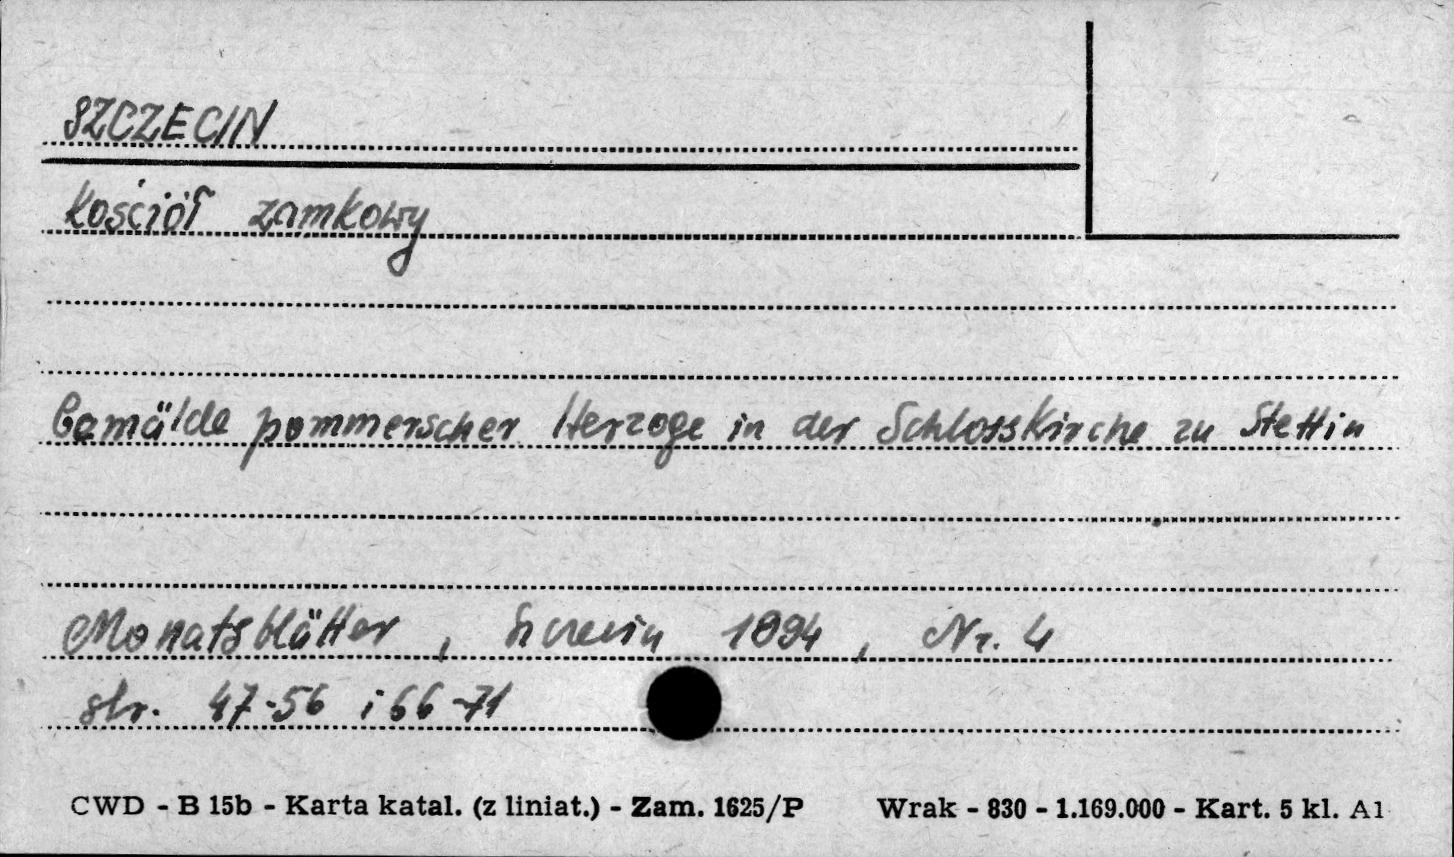 SZCZECIN
Kościół zamkowy
Gemälde pommerscher Herzoge in der Schlosskirche zu Stettin
Monatsblätter, Szczecin 1894, Nr. 4
str. 47-56 i 66-71
CWD - B 15b - Karta katal. (z liniat.) - Zam. 1625/P Wrak - 830 - 1.169.000 - Kart. 5 kl. A1